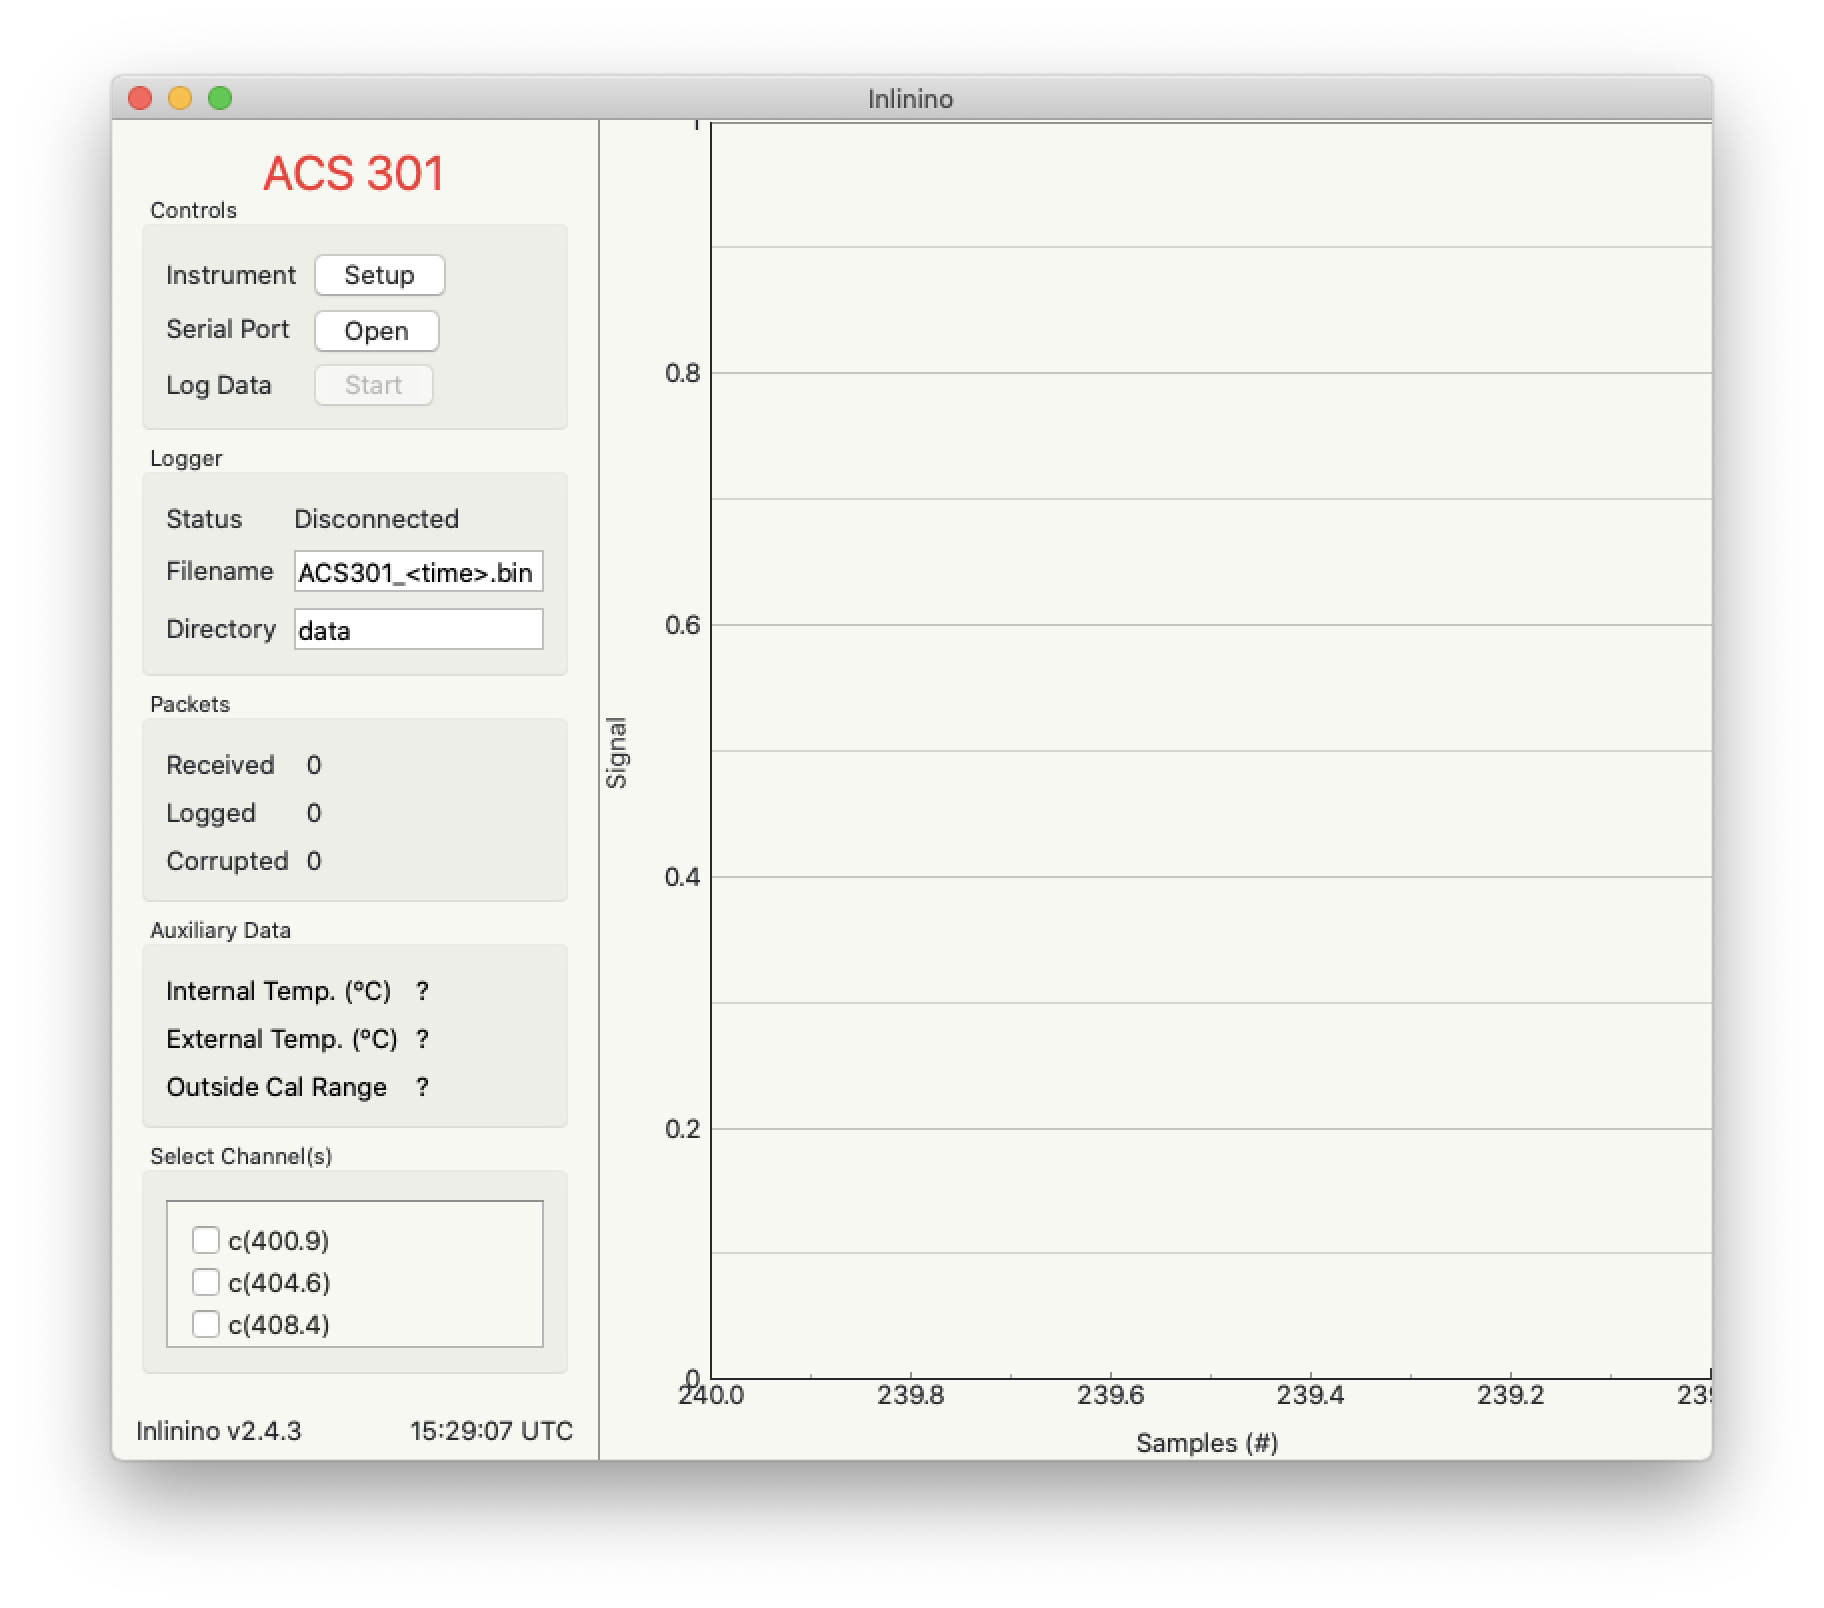 Inlinino
ACS 301
Controls
Instrument Setup
Serial Port Open
Log Data Start
Logger
Status Disconnected
Filename ACS301_<time>.bin
Directory data
Packets
Received 0
Logged 0
Corrupted 0
Auxiliary Data
Internal Temp. (°C) ?
External Temp. (°C) ?
Outside Cal Range ?
Select Channel(s)
c(400.9)
c(404.6)
c(408.4)
Inlinino v2.4.3 15:29:07 UTC
Signal
0.8
0.6
0.4
0.2
0
240.0 239.8 239.6 239.4 239.2
Samples (#)